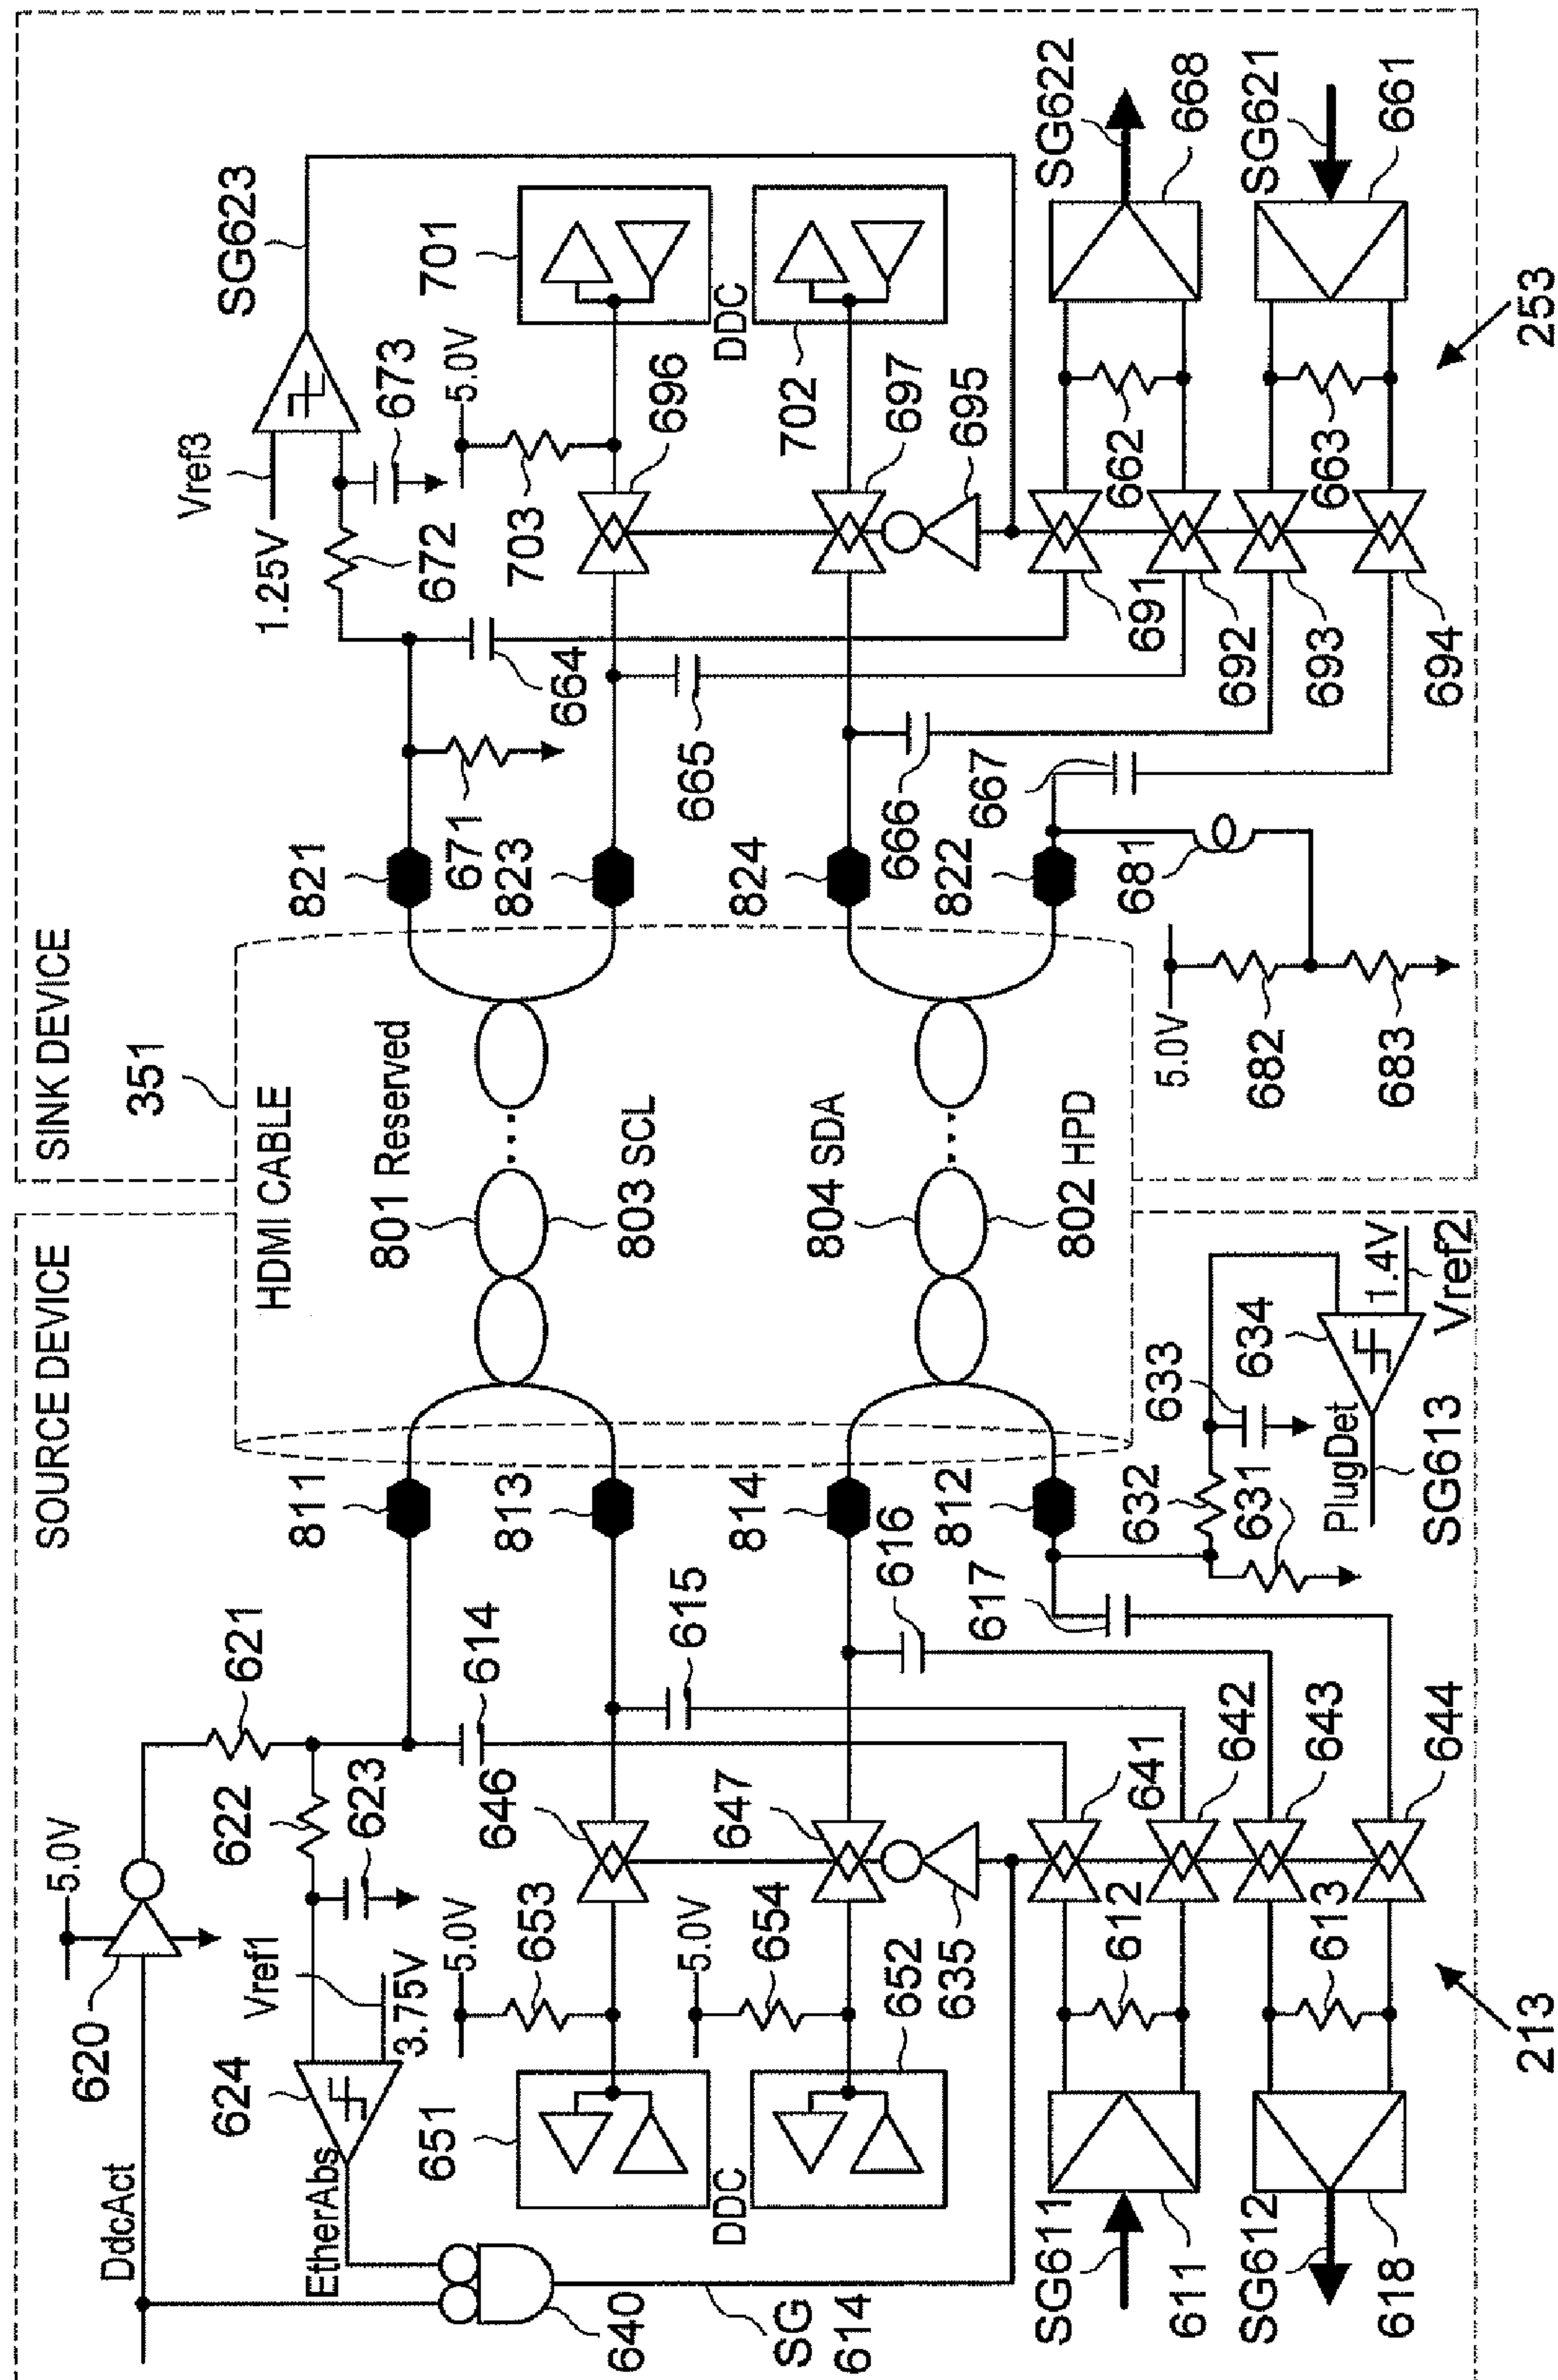 SOURCE DEVICE
SINK DEVICE
351
HDMI CABLE
5.0V
620
DdcAct
621
622
623
Vref1
3.75V
624
EtherAbs
640
SG
614
614
615
616
617
811
813
814
812
646
647
5.0V
653
5.0V
654
651
DDC
652
635
641
642
643
644
612
613
SG611
611
SG612
618
213
632
631
633
634
PlugDet
SG613
1.4V
Vref2
801 Reserved
803 SCL
804 SDA
802 HPD
821
823
824
822
671
672
673
1.25V
Vref3
SG623
664
665
666
667
681
5.0V
682
683
703
5.0V
701
DDC
702
696
697
695
691
692
693
694
662
663
SG622
668
SG621
661
253